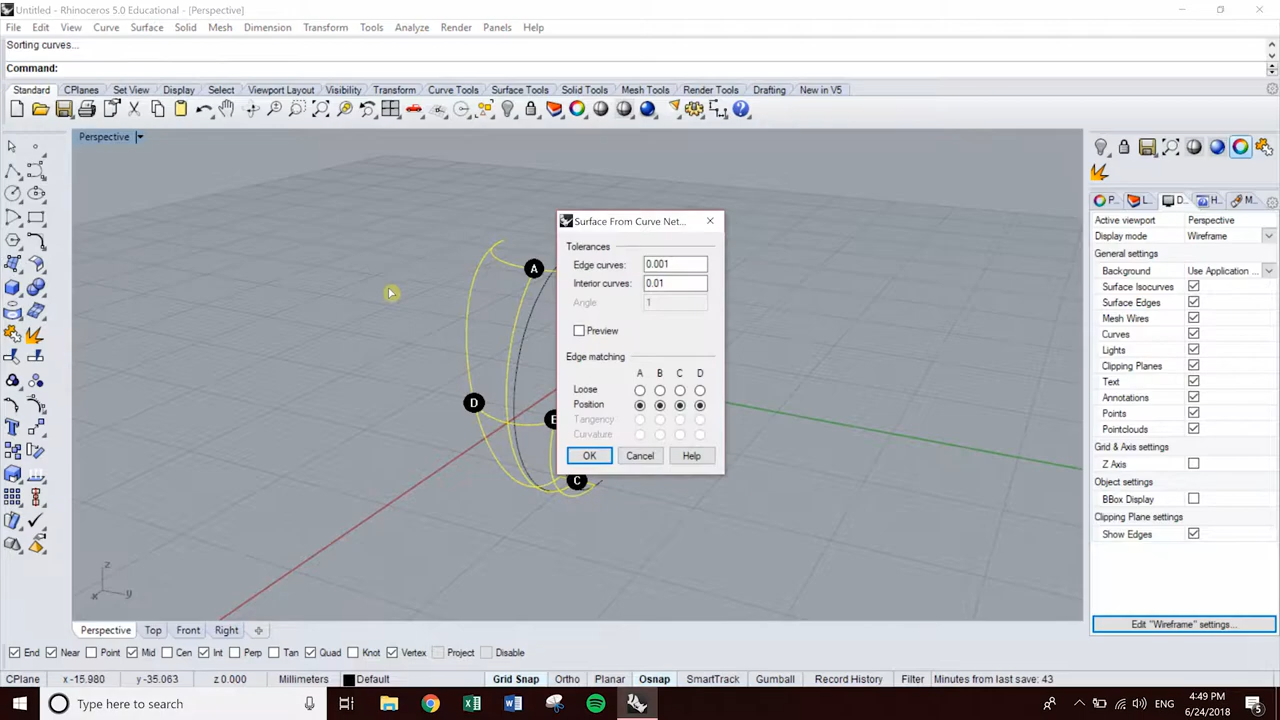 Untitled - Rhinoceros 5.0 Educational - [Perspective]
File Edit View Curve Surface Solid Mesh Dimension Transform Tools Analyze Render Panels Help
Sorting curves...
Command:
Standard CPlanes Set View Display Select Viewport Layout Visibility Transform Curve Tools Surface Tools Solid Tools Mesh Tools Render Tools Drafting New in V5
Perspective
Surface From Curve Net...
Tolerances
Edge curves: 0.001
Interior curves: 0.01
Angle 1
Preview
Edge matching
A B C D
Loose
Position
Tangency
Curvature
OK Cancel Help
A
D
C
z
x y
P... L... D... H... M...
Active viewport Perspective
Display mode Wireframe
General settings
Background Use Application ...
Surface Isocurves
Surface Edges
Mesh Wires
Curves
Lights
Clipping Planes
Text
Annotations
Points
Pointclouds
Grid & Axis settings
Z Axis
Object settings
BBox Display
Clipping Plane settings
Show Edges
Edit "Wireframe" settings...
Perspective Top Front Right
End Near Point Mid Cen Int Perp Tan Quad Knot Vertex Project Disable
CPlane x -15.980 y -35.063 z 0.000 Millimeters Default Grid Snap Ortho Planar Osnap SmartTrack Gumball Record History Filter Minutes from last save: 43
Type here to search
ENG
4:49 PM
6/24/2018